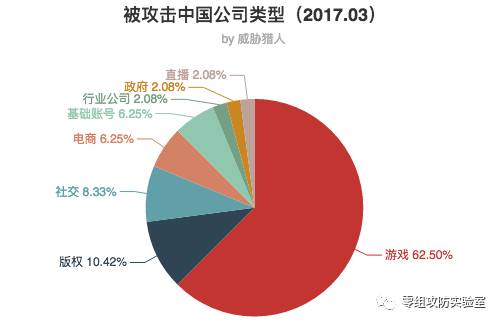 被攻击中国公司类型（2017.03）
by 威胁猎人
直播 2.08%
政府 2.08%
行业公司 2.08%
基础账号 6.25%
电商 6.25%
社交 8.33%
版权 10.42%
游戏 62.50%
零组攻防实验室